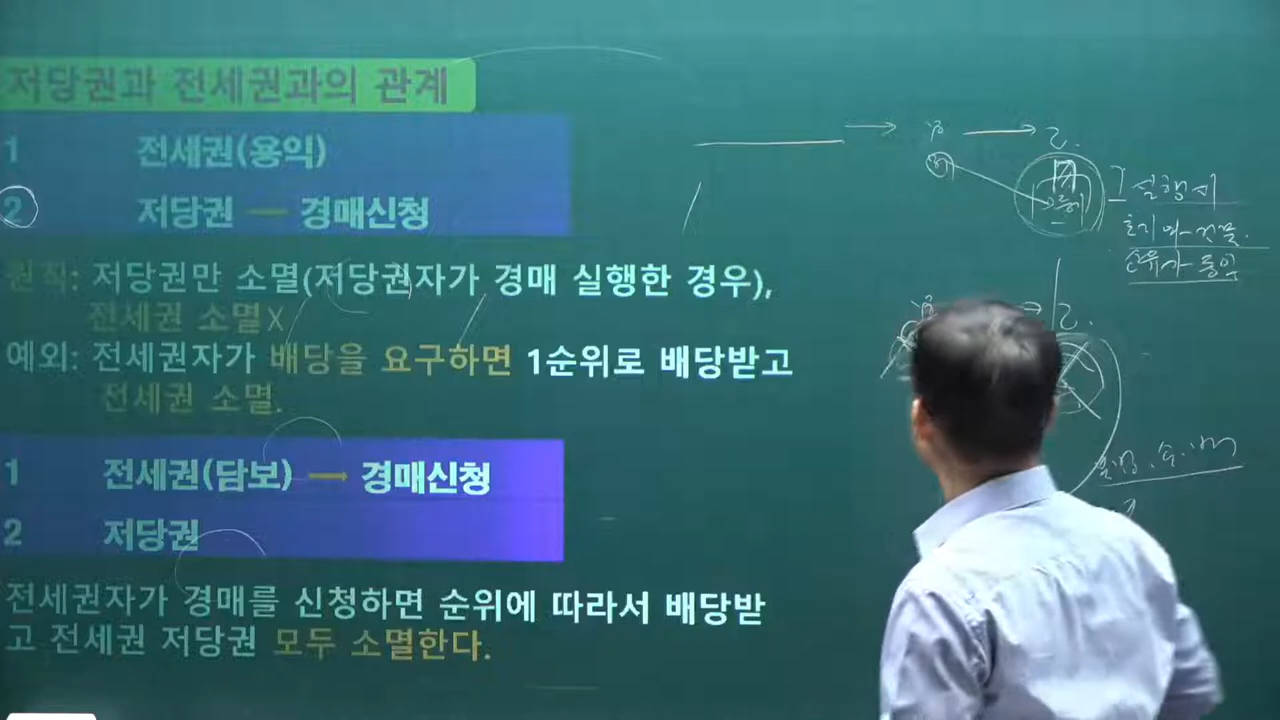 저당권과 전세권과의 관계
1 전세권(용익)
2 저당권 — 경매신청
원칙: 저당권만 소멸(저당권자가 경매 실행한 경우),
전세권 소멸X
예외: 전세권자가 배당을 요구하면 1순위로 배당받고
전세권 소멸.
1 전세권(담보) — 경매신청
2 저당권
전세권자가 경매를 신청하면 순위에 따라서 배당받
고 전세권 저당권 모두 소멸한다.
실행시